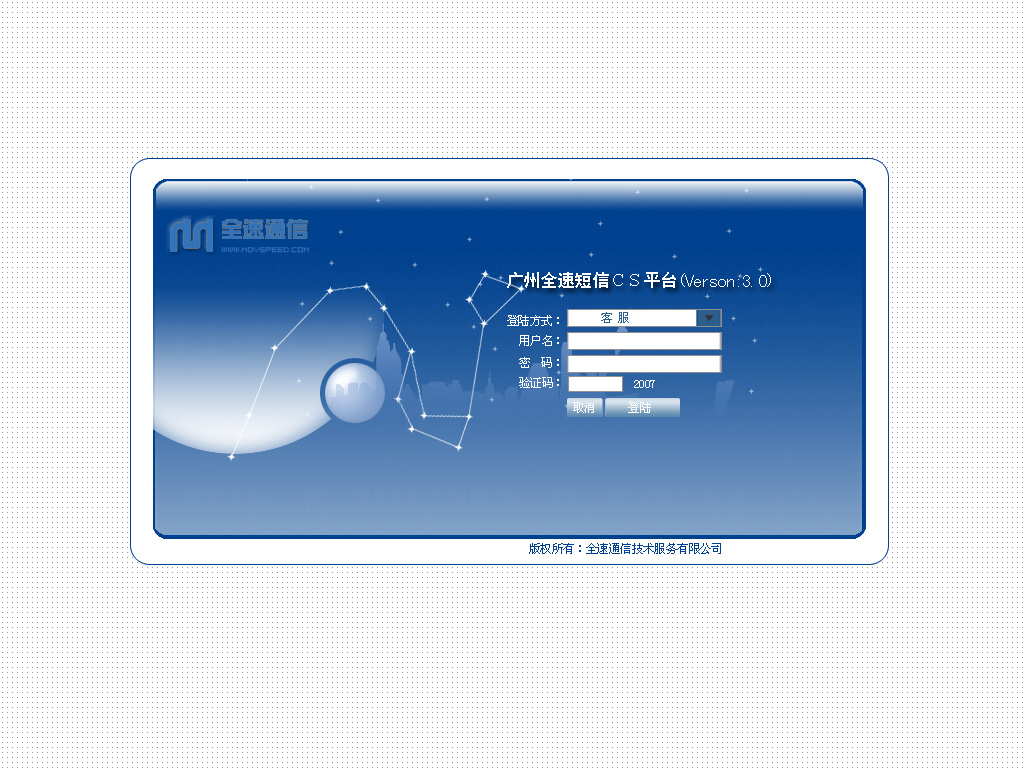 全速通信
WWW.MOVSPEED.COM
广州全速短信CS平台(Verson:3.0)
登陆方式： 客服
用户名：
密 码：
验证码： 2007
取消 登陆
版权所有：全速通信技术服务有限公司